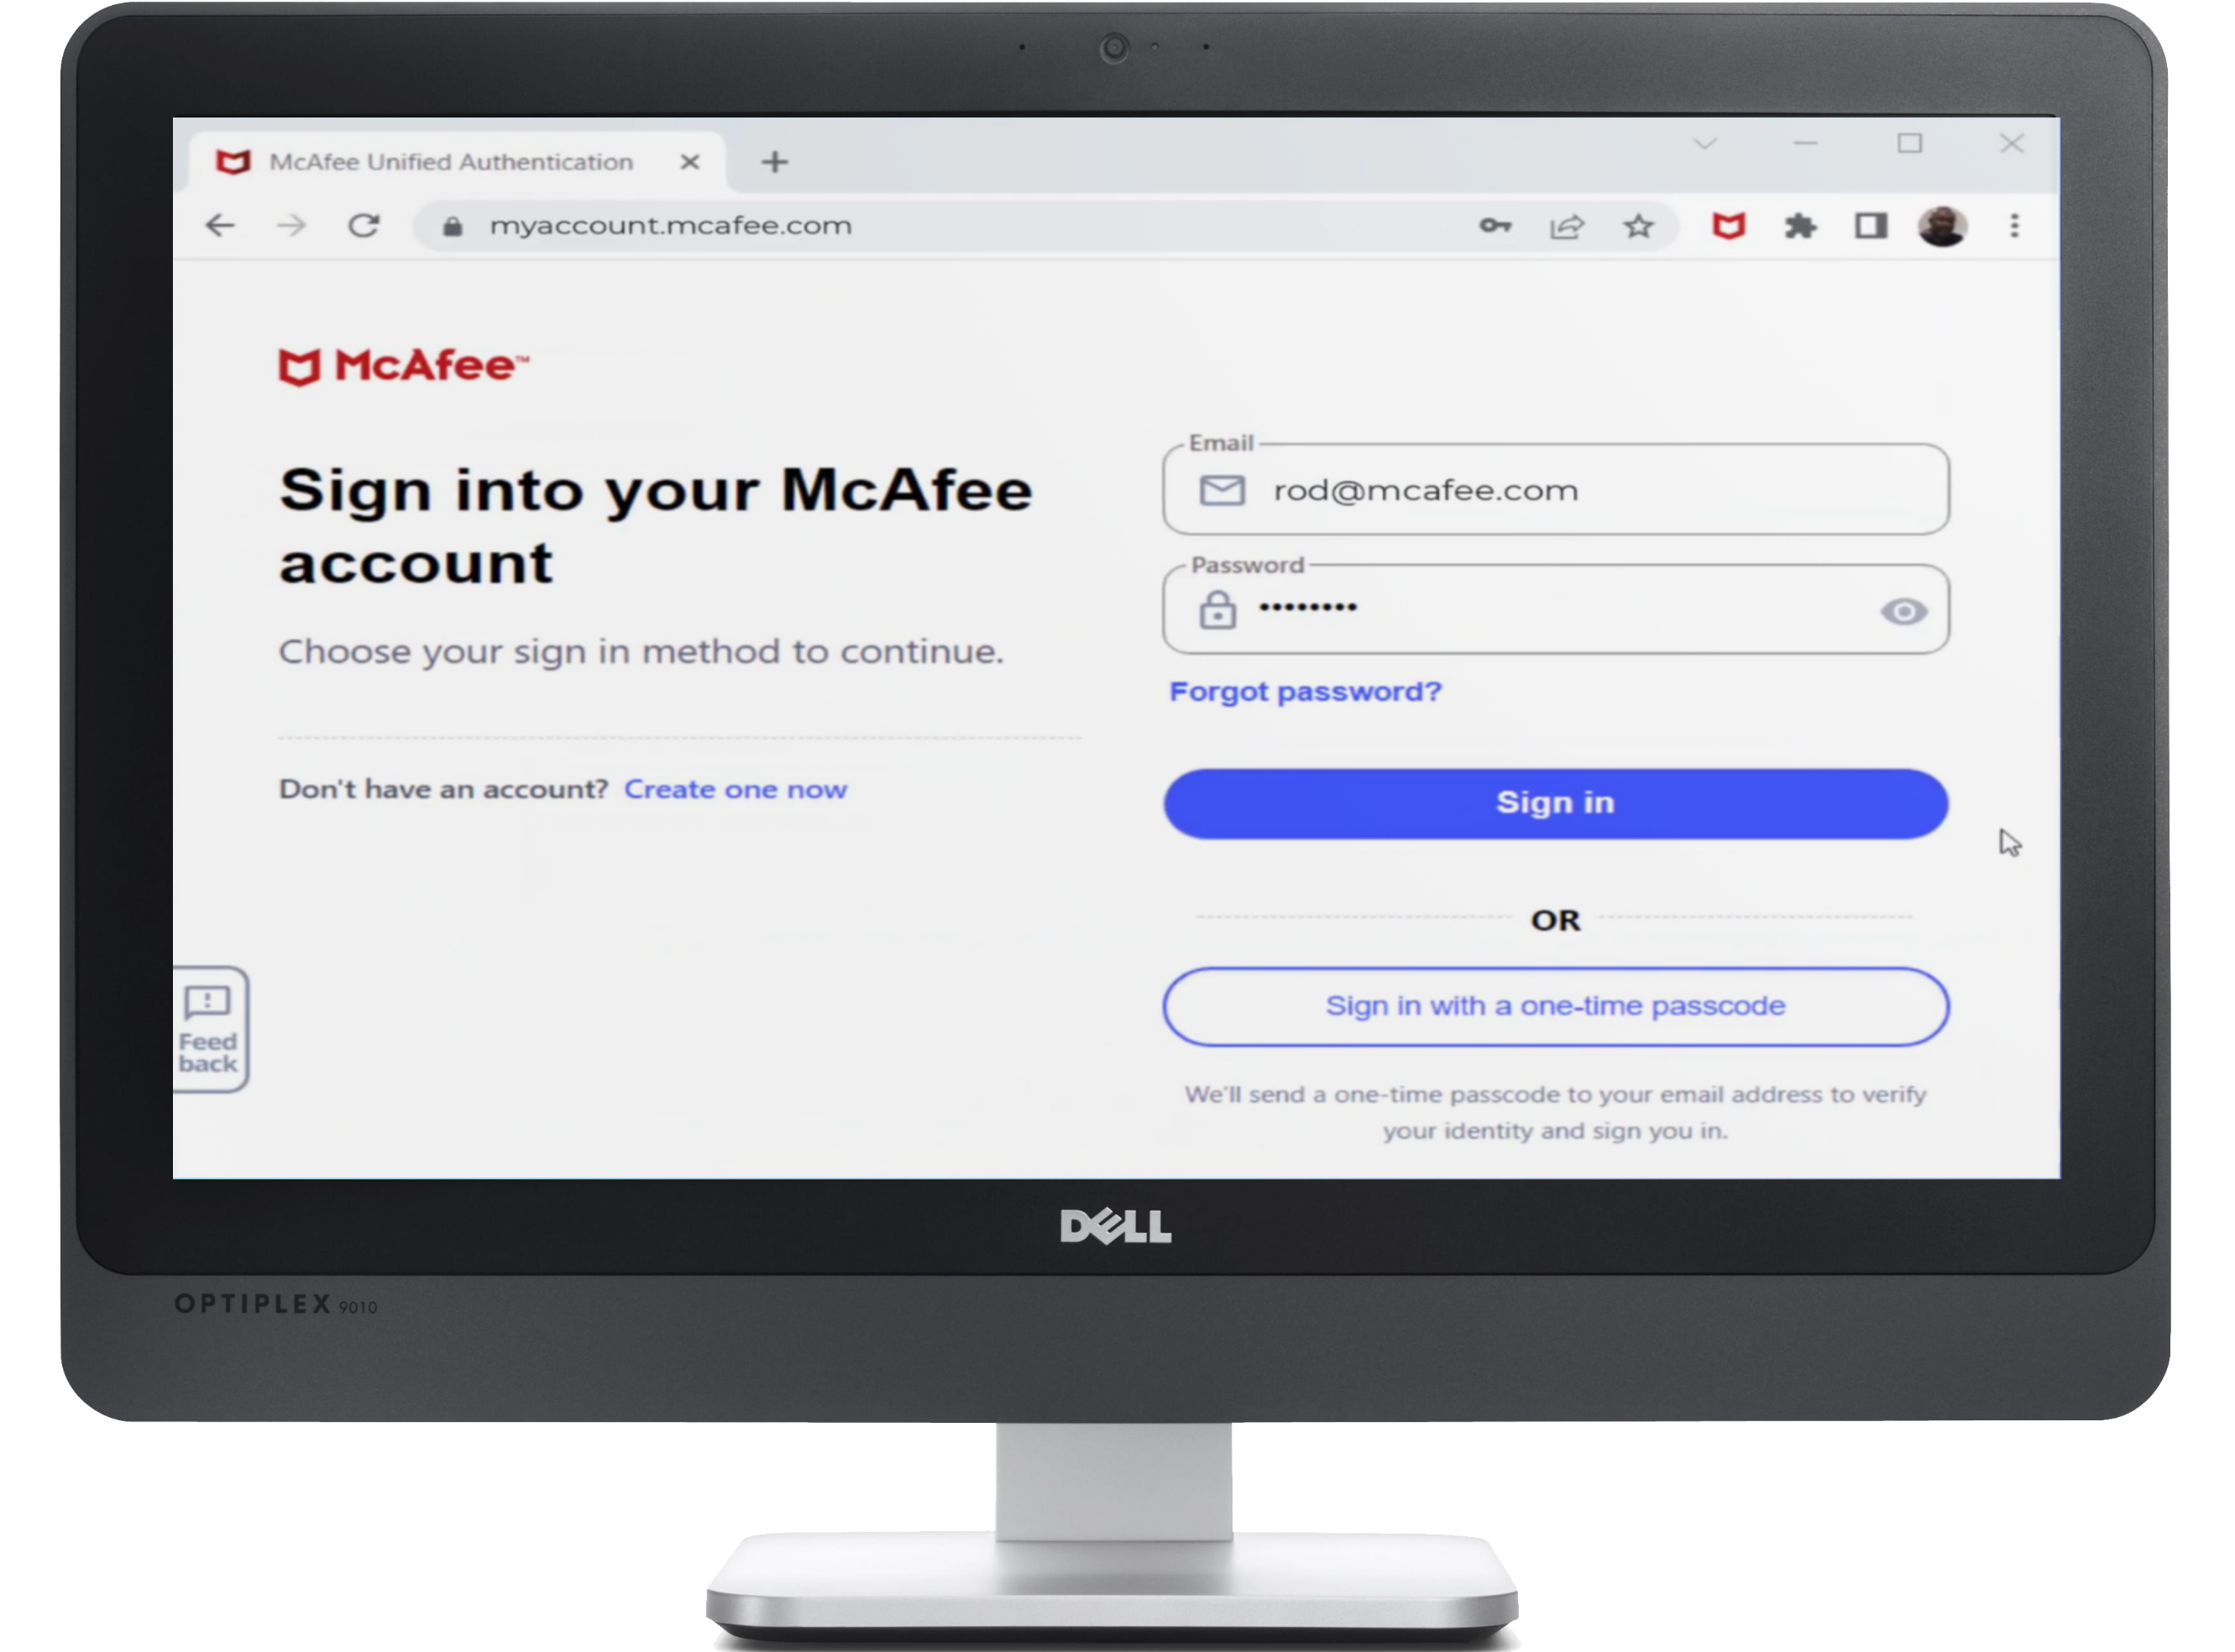 McAfee Unified Authentication
myaccount.mcafee.com
McAfee™
Sign into your McAfee
account
Choose your sign in method to continue.
Don't have an account? Create one now
Feed
back
Email
rod@mcafee.com
Password
••••••••
Forgot password?
Sign in
OR
Sign in with a one-time passcode
We'll send a one-time passcode to your email address to verify
your identity and sign you in.
DELL
OPTIPLEX 9010